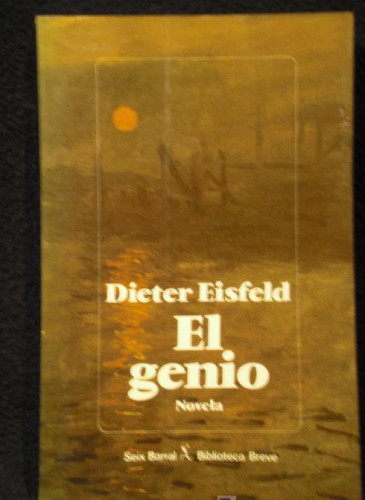 Dieter Eisfeld
El
genio
Novela
Seix Barral Biblioteca Breve